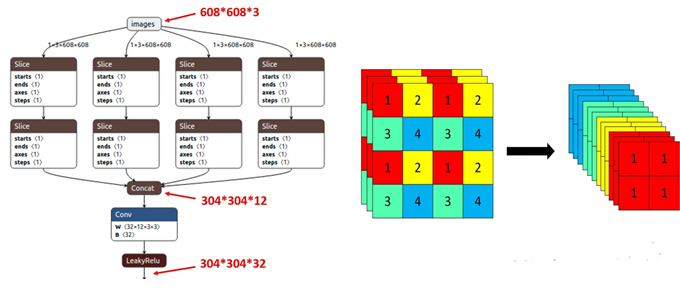 608*608*3
images
1×3×608×608 1×3×608×608 1×3×608×608 1×3×608×608
Slice Slice Slice Slice
starts ⟨1⟩ starts ⟨1⟩ starts ⟨1⟩ starts ⟨1⟩
ends ⟨1⟩ ends ⟨1⟩ ends ⟨1⟩ ends ⟨1⟩
axes ⟨1⟩ axes ⟨1⟩ axes ⟨1⟩ axes ⟨1⟩
steps ⟨1⟩ steps ⟨1⟩ steps ⟨1⟩ steps ⟨1⟩
Slice Slice Slice Slice
starts ⟨1⟩ starts ⟨1⟩ starts ⟨1⟩ starts ⟨1⟩
ends ⟨1⟩ ends ⟨1⟩ ends ⟨1⟩ ends ⟨1⟩
axes ⟨1⟩ axes ⟨1⟩ axes ⟨1⟩ axes ⟨1⟩
steps ⟨1⟩ steps ⟨1⟩ steps ⟨1⟩ steps ⟨1⟩
Concat
304*304*12
Conv
W ⟨32×12×3×3⟩
B ⟨32⟩
LeakyRelu
304*304*32
1 2 1 2
3 4 3 4
1 2 1 2
3 4 3 4
1 1
1 1